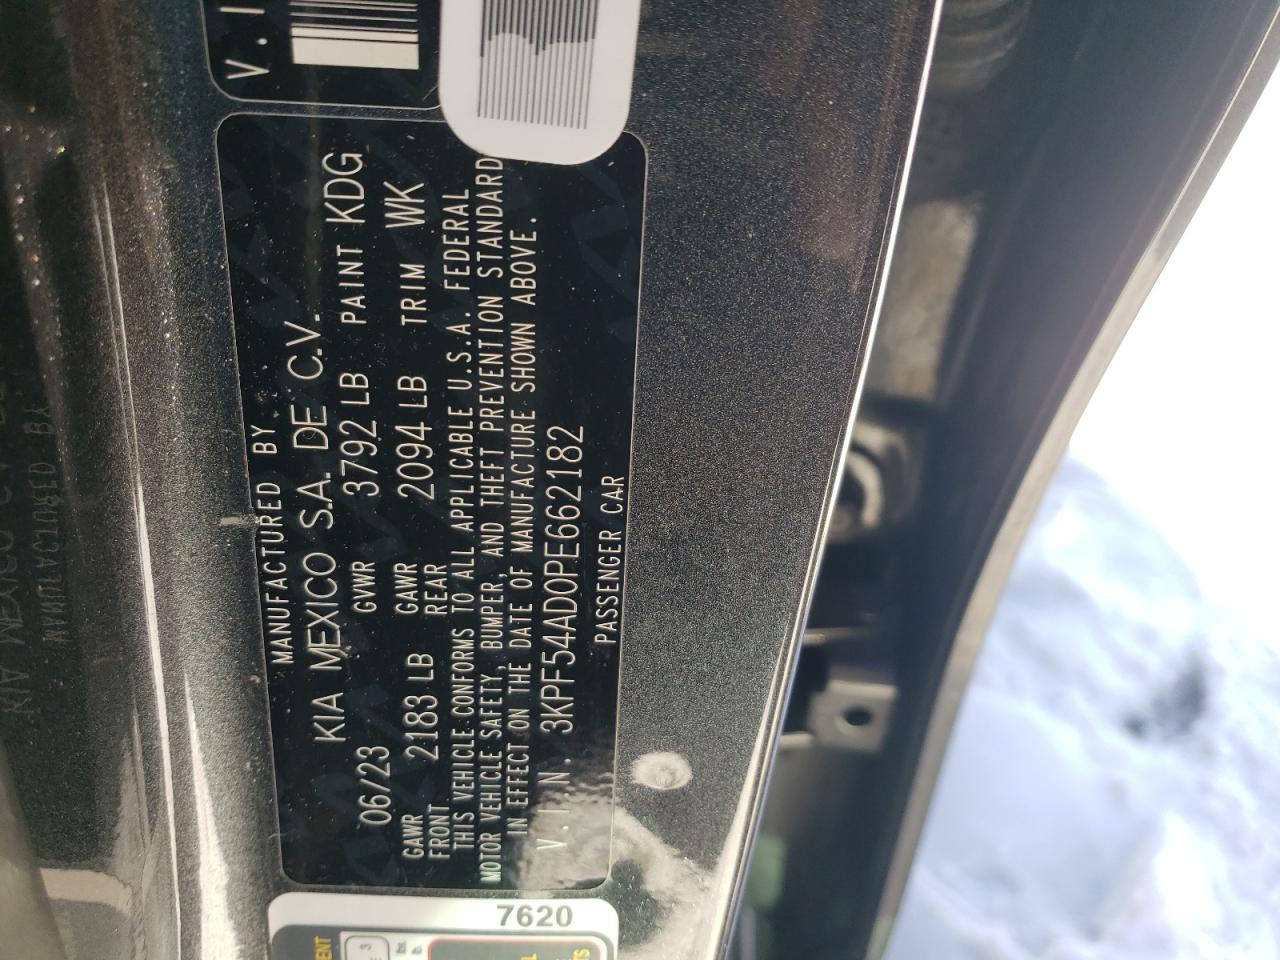 V.I
MANUFACTURED BY
KIA MEXICO S.A. DE C.V.
06/23 GVWR 3792 LB PAINT KDG
GAWR FRONT 2183 LB GAWR REAR 2094 LB TRIM WK
THIS VEHICLE CONFORMS TO ALL APPLICABLE U.S.A. FEDERAL
MOTOR VEHICLE SAFETY, BUMPER, AND THEFT PREVENTION STANDARD
IN EFFECT ON THE DATE OF MANUFACTURE SHOWN ABOVE.
V.I.N. 3KPF54AD0PE662182
PASSENGER CAR
7620